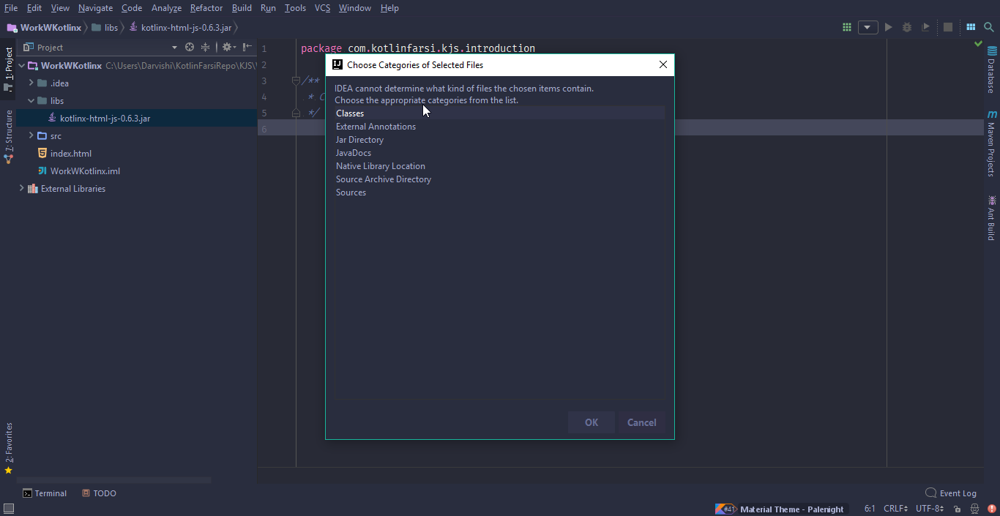 File Edit View Navigate Code Analyze Refactor Build Run Tools VCS Window Help
WorkWKotlinx libs kotlinx-html-js-0.6.3.jar
Project
WorkWKotlinx C:\Users\Darvishi\KotlinFarsiRepo\KJS\
.idea
libs
kotlinx-html-js-0.6.3.jar
src
index.html
WorkWKotlinx.iml
External Libraries
1: Project
7: Structure
2: Favorites
1 package com.kotlinfarsi.kjs.introduction
2
3 /**
4 * C
5 */
6
Choose Categories of Selected Files
IDEA cannot determine what kind of files the chosen items contain.
Choose the appropriate categories from the list.
Classes
External Annotations
Jar Directory
JavaDocs
Native Library Location
Source Archive Directory
Sources
OK Cancel
Database
m Maven Projects
Ant Build
Terminal TODO Event Log
#41 Material Theme - Palenight 6:1 CRLF UTF-8